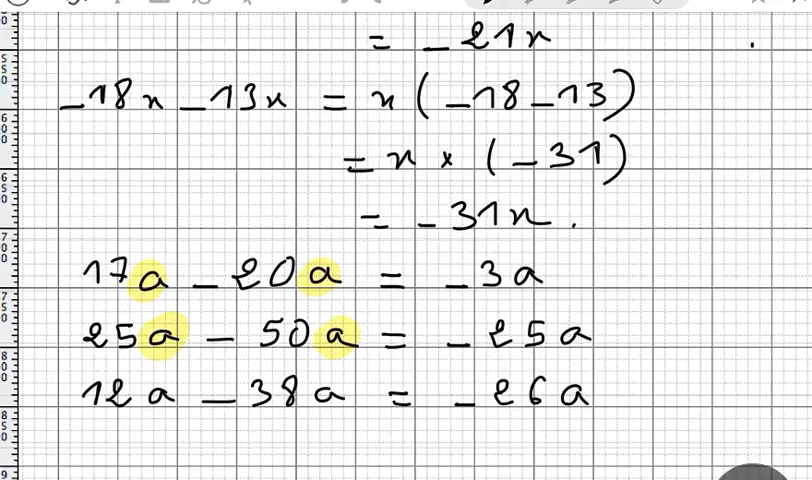 = -21x
-18x - 13x = x(-18-13)
= x × (-31)
= -31x.
17a - 20a = -3a
25a - 50a = -25a
12a - 38a = -26a